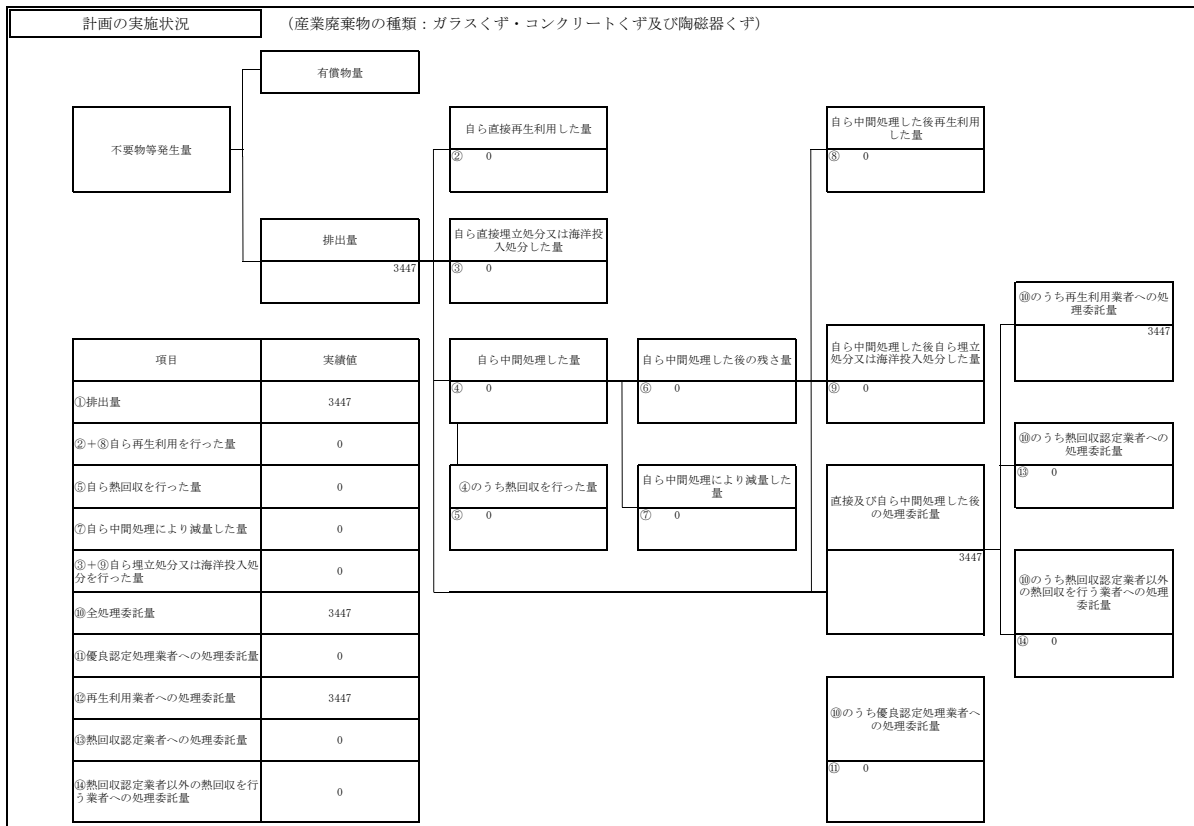 計画の実施状況
（産業廃棄物の種類：ガラスくず・コンクリートくず及び陶磁器くず）
有償物量
不要物等発生量
自ら直接再生利用した量
② 0
自ら中間処理した後再生利用
した量
⑧ 0
排出量
3447
自ら直接埋立処分又は海洋投
入処分した量
③ 0
⑩のうち再生利用業者への処
理委託量
3447
項目 実績値
①排出量 3447
②＋⑧自ら再生利用を行った量 0
⑤自ら熱回収を行った量 0
⑦自ら中間処理により減量した量 0
③＋⑨自ら埋立処分又は海洋投入処
分を行った量 0
⑩全処理委託量 3447
⑪優良認定処理業者への処理委託量 0
⑫再生利用業者への処理委託量 3447
⑬熱回収認定業者への処理委託量 0
⑭熱回収認定業者以外の熱回収を行
う業者への処理委託量 0
自ら中間処理した量
④ 0
自ら中間処理した後の残さ量
⑥ 0
自ら中間処理した後自ら埋立
処分又は海洋投入処分した量
⑨ 0
④のうち熱回収を行った量
⑤ 0
自ら中間処理により減量した
量
⑦ 0
直接及び自ら中間処理した後
の処理委託量
3447
⑩のうち熱回収認定業者への
処理委託量
⑬ 0
⑩のうち熱回収認定業者以外
の熱回収を行う業者への処理
委託量
⑭ 0
⑩のうち優良認定処理業者へ
の処理委託量
⑪ 0